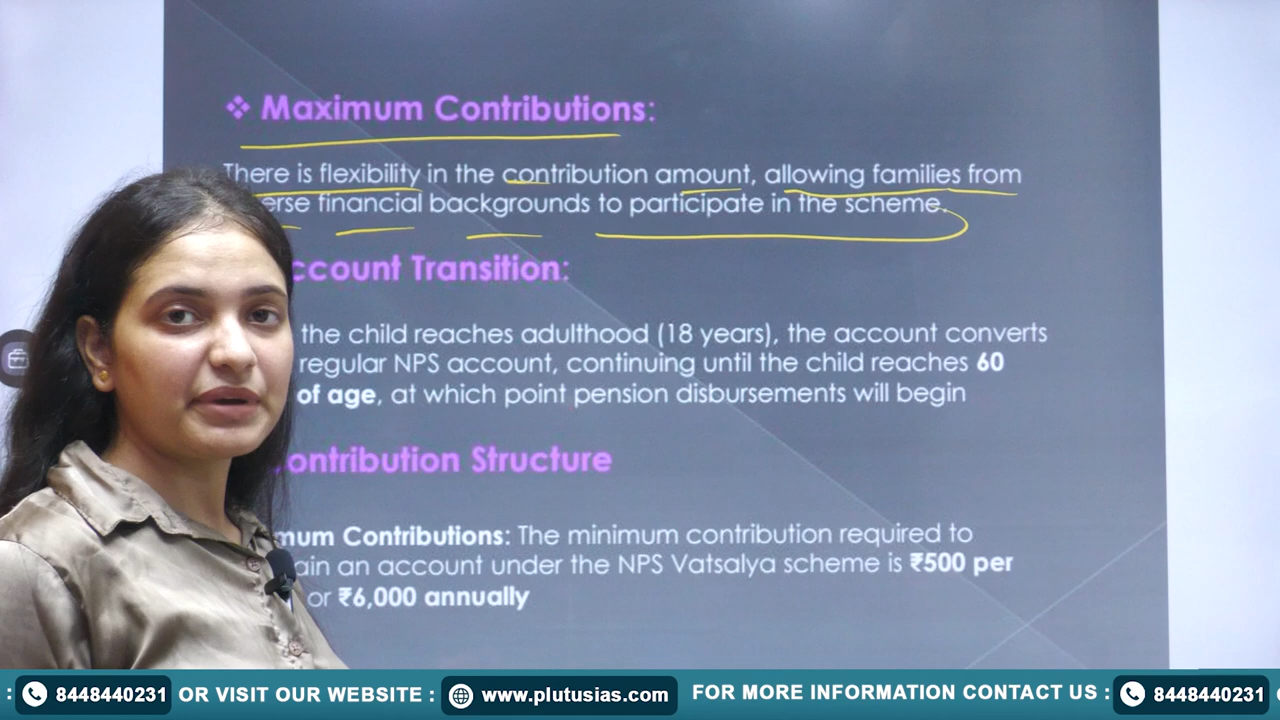 ❖ Maximum Contributions:
There is flexibility in the contribution amount, allowing families from
erse financial backgrounds to participate in the scheme.
ccount Transition:
the child reaches adulthood (18 years), the account converts
regular NPS account, continuing until the child reaches 60
of age, at which point pension disbursements will begin
ontribution Structure
mum Contributions: The minimum contribution required to
ain an account under the NPS Vatsalya scheme is ₹500 per
or ₹6,000 annually
: 8448440231 OR VISIT OUR WEBSITE : www.plutusias.com FOR MORE INFORMATION CONTACT US : 8448440231